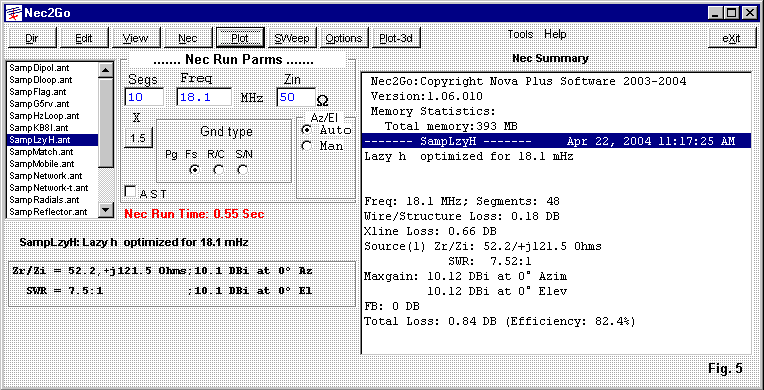 Nec2Go
Dir Edit View Nec Plot SWeep Options Plot-3d Tools Help eXit
SampDipol.ant
SampDloop.ant
SampFlag.ant
SampG5rv.ant
SampHzLoop.ant
SampKB8I.ant
SampLzyH.ant
SampMatch.ant
SampMobile.ant
SampNetwork.ant
SampNetwork-t.ant
SampRadials.ant
SampReflector.ant
....... Nec Run Parms .......
Segs Freq Zin
10 18.1 MHz 50 Ω
X
1.5
Gnd type
Pg Fs R/C S/N
Az/El
Auto
Man
A S T
Nec Run Time: 0.55 Sec
SampLzyH: Lazy h optimized for 18.1 mHz
Zr/Zi = 52.2,+j121.5 Ohms;10.1 DBi at 0° Az
SWR = 7.5:1 ;10.1 DBi at 0° El
Nec Summary
Nec2Go:Copyright Nova Plus Software 2003-2004
Version:1.06.010
Memory Statistics:
Total memory:393 MB
------- SampLzyH ------- Apr 22, 2004 11:17:25 AM
Lazy h optimized for 18.1 mHz
Freq: 18.1 MHz; Segments: 48
Wire/Structure Loss: 0.18 DB
Xline Loss: 0.66 DB
Source(1) Zr/Zi: 52.2/+j121.5 Ohms
SWR: 7.52:1
Maxgain: 10.12 DBi at 0° Azim
10.12 DBi at 0° Elev
FB: 0 DB
Total Loss: 0.84 DB (Efficiency: 82.4%)
Fig. 5